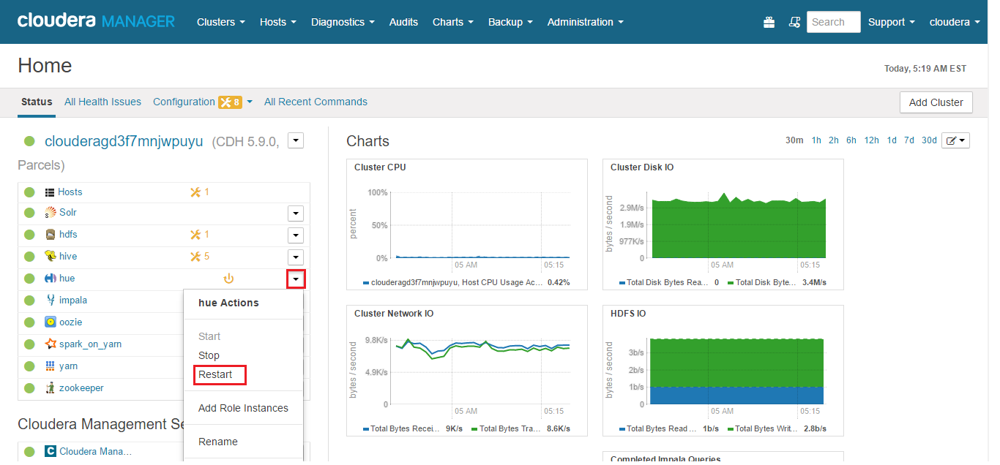 cloudera MANAGER Clusters Hosts Diagnostics Audits Charts Backup Administration Search Support cloudera
Home
Today, 5:19 AM EST
Status All Health Issues Configuration 8 All Recent Commands Add Cluster
clouderagd3f7mnjwpuyu (CDH 5.9.0, Parcels)
Hosts 1
Solr
hdfs 1
hive 5
hue
impala
oozie
spark_on_yarn
yarn
zookeeper
hue Actions
Start
Stop
Restart
Add Role Instances
Rename
Cloudera Management Se
Cloudera Mana...
Charts
30m 1h 2h 6h 12h 1d 7d 30d
Cluster CPU
percent
100%
50%
0%
05 AM 05:15
clouderagd3f7mnjwpuyu, Host CPU Usage Ac... 0.42%
Cluster Disk IO
bytes / second
2.9M/s
1.9M/s
977K/s
0
05 AM 05:15
Total Disk Bytes Rea... 0 Total Disk Byte... 3.4M/s
Cluster Network IO
bytes / second
9.8K/s
4.9K/s
0
05 AM 05:15
Total Bytes Recei... 9K/s Total Bytes Tra... 8.6K/s
HDFS IO
bytes / second
3b/s
2b/s
1b/s
0
05 AM 05:15
Total Bytes Read ... 1b/s Total Bytes Writ... 2.8b/s
Completed Impala Queries